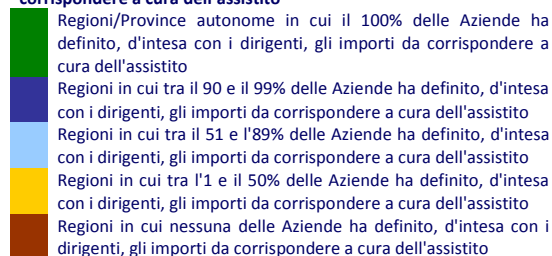 corrispondere a cura dell'assistito
Regioni/Province autonome in cui il 100% delle Aziende ha
definito, d'intesa con i dirigenti, gli importi da corrispondere a
cura dell'assistito
Regioni in cui tra il 90 e il 99% delle Aziende ha definito, d'intesa
con i dirigenti, gli importi da corrispondere a cura dell'assistito
Regioni in cui tra il 51 e l'89% delle Aziende ha definito, d'intesa
con i dirigenti, gli importi da corrispondere a cura dell'assistito
Regioni in cui tra l'1 e il 50% delle Aziende ha definito, d'intesa
con i dirigenti, gli importi da corrispondere a cura dell'assistito
Regioni in cui nessuna delle Aziende ha definito, d'intesa con i
dirigenti, gli importi da corrispondere a cura dell'assistito